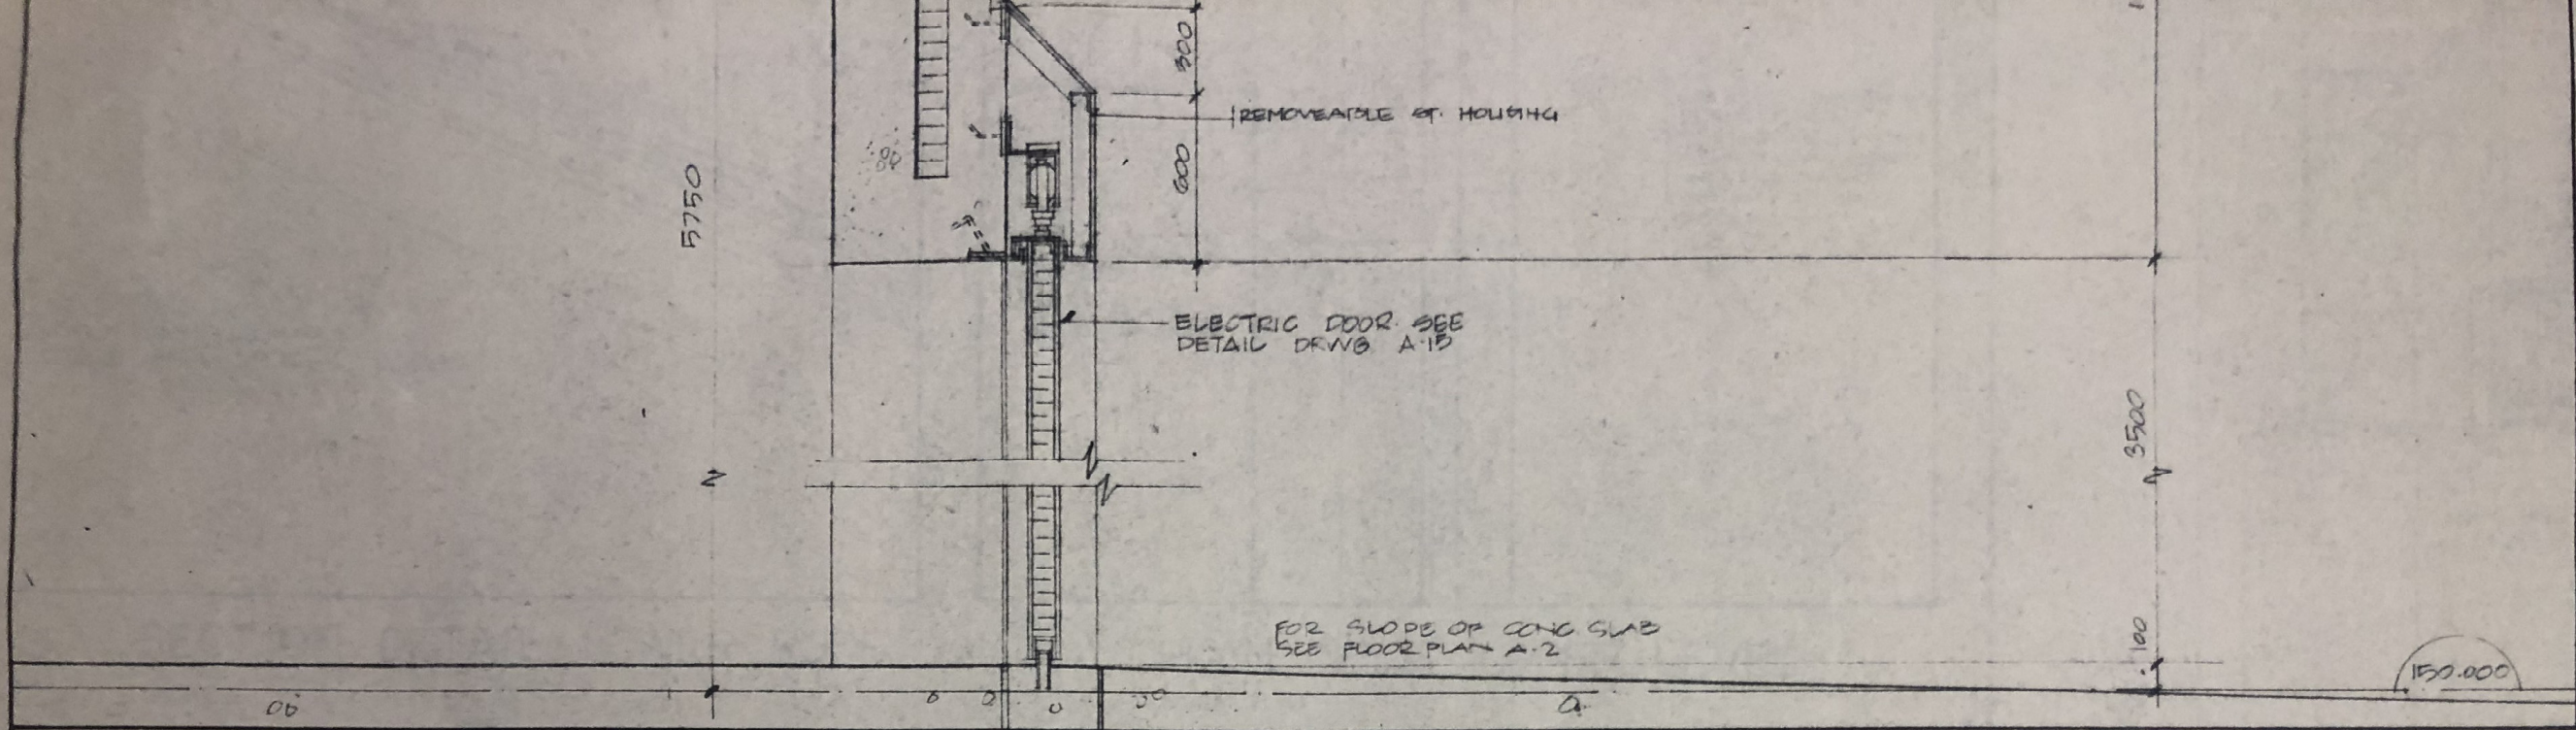 300
REMOVEABLE ST. HOUSING
600
5750
ELECTRIC DOOR. SEE
DETAIL DRWG A-15
3500
FOR SLOPE OF CONC SLAB
SEE FLOOR PLAN A-2
100
150.000